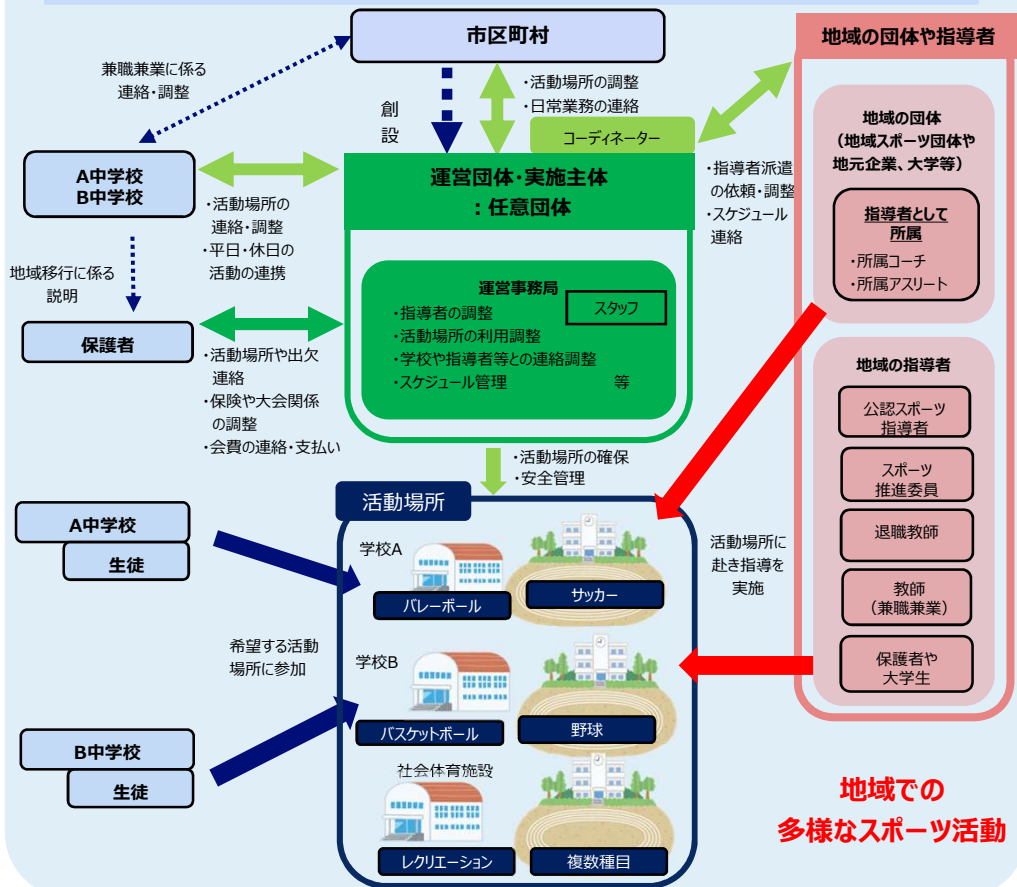 市区町村
地域の団体や指導者
兼職兼業に係る
連絡・調整
創
設
・活動場所の調整
・日常業務の連絡
コーディネーター
地域の団体
(地域スポーツ団体や
地元企業、大学等)
指導者として
所属
・所属コーチ
・所属アスリート
A中学校
B中学校
・活動場所の
連絡・調整
・平日・休日の
活動の連携
運営団体・実施主体
:任意団体
・指導者派遣
の依頼・調整
・スケジュール
連絡
地域移行に係る
説明
保護者
・活動場所や出欠
連絡
・保険や大会関係
の調整
・会費の連絡・支払い
運営事務局
スタッフ
・指導者の調整
・活動場所の利用調整
・学校や指導者等との連絡調整
・スケジュール管理 等
地域の指導者
公認スポーツ
指導者
スポーツ
推進委員
退職教師
教師
(兼職兼業)
保護者や
大学生
・活動場所の確保
・安全管理
活動場所
A中学校
生徒
学校A
バレーボール
サッカー
活動場所に
赴き指導を
実施
希望する活動
場所に参加
学校B
バスケットボール
野球
B中学校
生徒
社会体育施設
レクリエーション
複数種目
地域での
多様なスポーツ活動